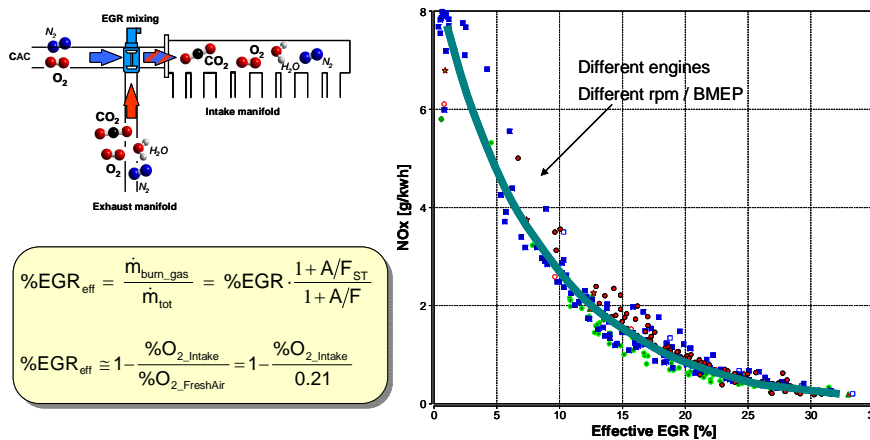 EGR mixing
N2
CAC
O2
CO2
O2
H2O
N2
Intake manifold
CO2
H2O
O2
N2
Exhaust manifold
%EGR_eff = ṁ_burn_gas / ṁ_tot = %EGR · (1 + A/F_ST) / (1 + A/F)
%EGR_eff ≅ 1 - %O2_Intake / %O2_FreshAir = 1 - %O2_Intake / 0.21
Different engines
Different rpm / BMEP
NOx [g/kwh]
8
6
4
2
0
0 5 10 15 20 25 30 35
Effective EGR [%]